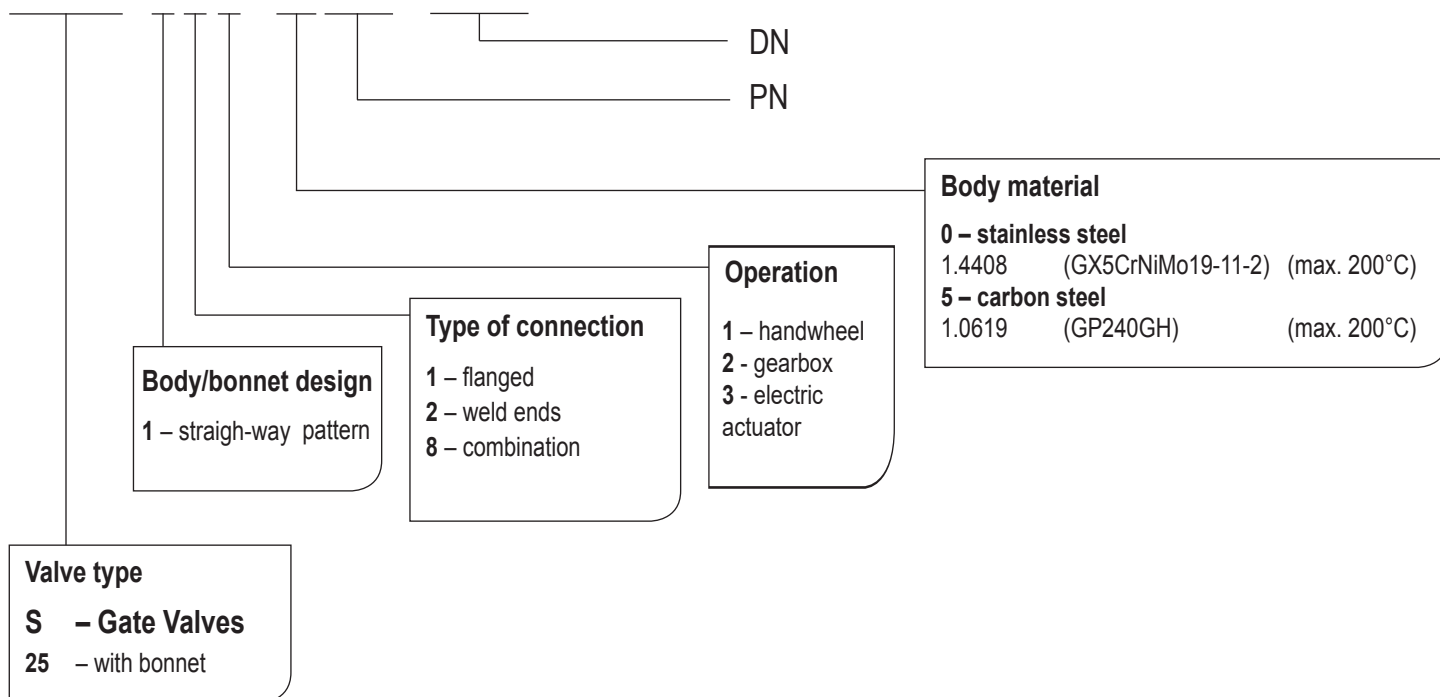 DN
PN
Body material
0 – stainless steel
1.4408 (GX5CrNiMo19-11-2) (max. 200°C)
5 – carbon steel
1.0619 (GP240GH) (max. 200°C)
Operation
1 – handwheel
2 - gearbox
3 - electric
actuator
Type of connection
1 – flanged
2 – weld ends
8 – combination
Body/bonnet design
1 – straigh-way pattern
Valve type
S – Gate Valves
25 – with bonnet